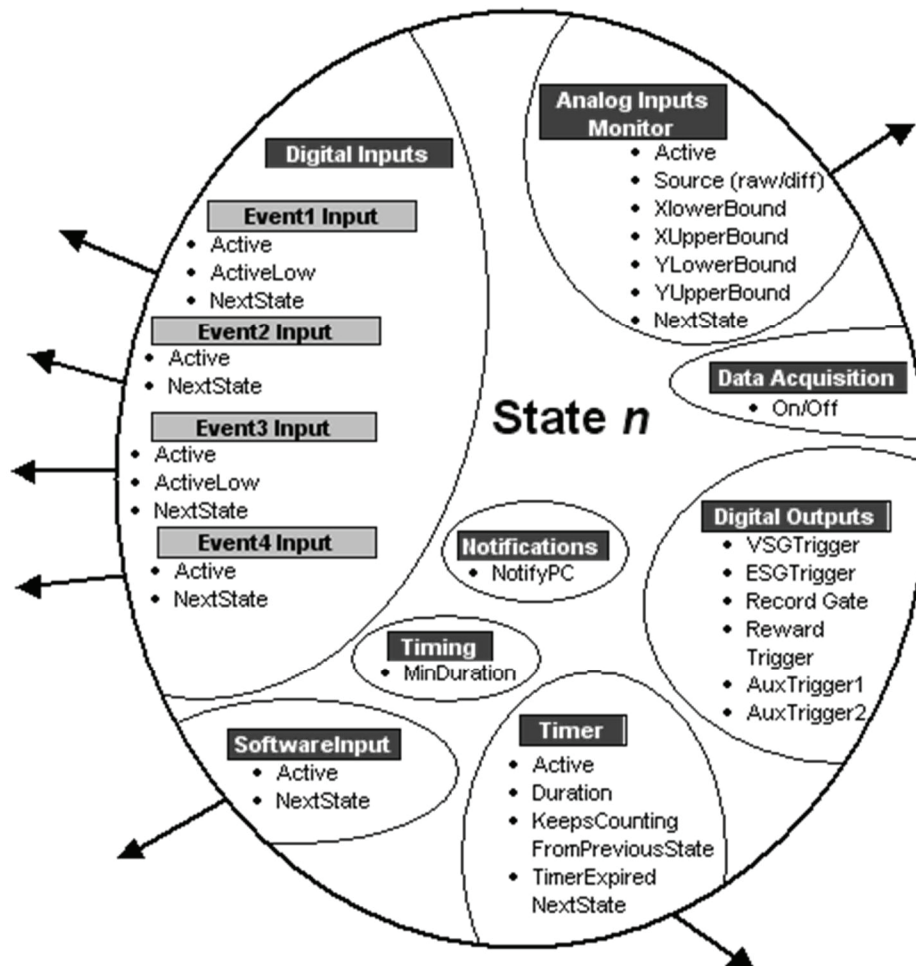 Digital Inputs
Event1 Input
• Active
• ActiveLow
• NextState
Event2 Input
• Active
• NextState
Event3 Input
• Active
• ActiveLow
• NextState
Event4 Input
• Active
• NextState
Analog Inputs
Monitor
• Active
• Source (raw/diff)
• XlowerBound
• XUpperBound
• YLowerBound
• YUpperBound
• NextState
Data Acquisition
• On/Off
State n
Digital Outputs
• VSGTrigger
• ESGTrigger
• Record Gate
• Reward
Trigger
• AuxTrigger1
• AuxTrigger2
Notifications
• NotifyPC
Timing
• MinDuration
SoftwareInput
• Active
• NextState
Timer
• Active
• Duration
• KeepsCounting
FromPreviousState
• TimerExpired
NextState